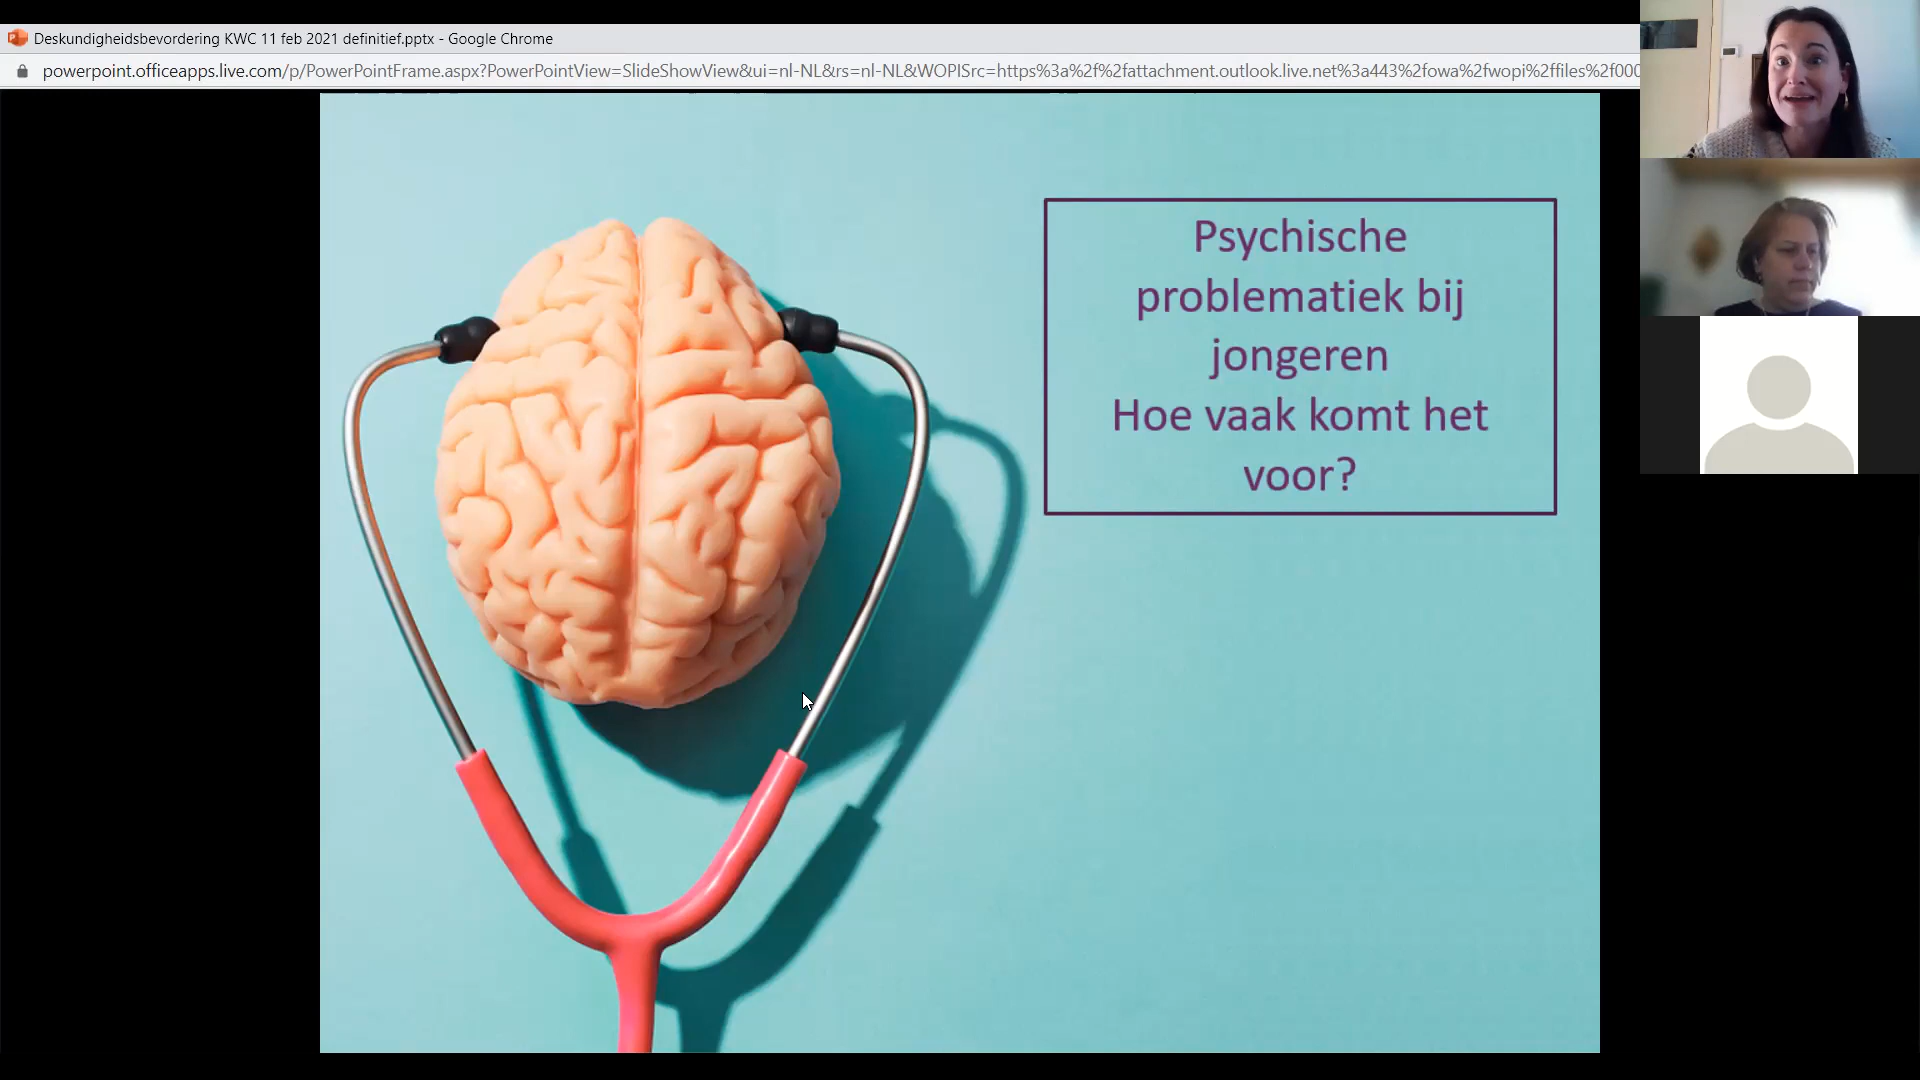 Deskundigheidsbevordering KWC 11 feb 2021 definitief.pptx - Google Chrome
powerpoint.officeapps.live.com/p/PowerPointFrame.aspx?PowerPointView=SlideShowView&ui=nl-NL&rs=nl-NL&WOPISrc=https%3a%2f%2fattachment.outlook.live.net%3a443%2fowa%2fwopi%2ffiles%2f000
Psychische
problematiek bij
jongeren
Hoe vaak komt het
voor?